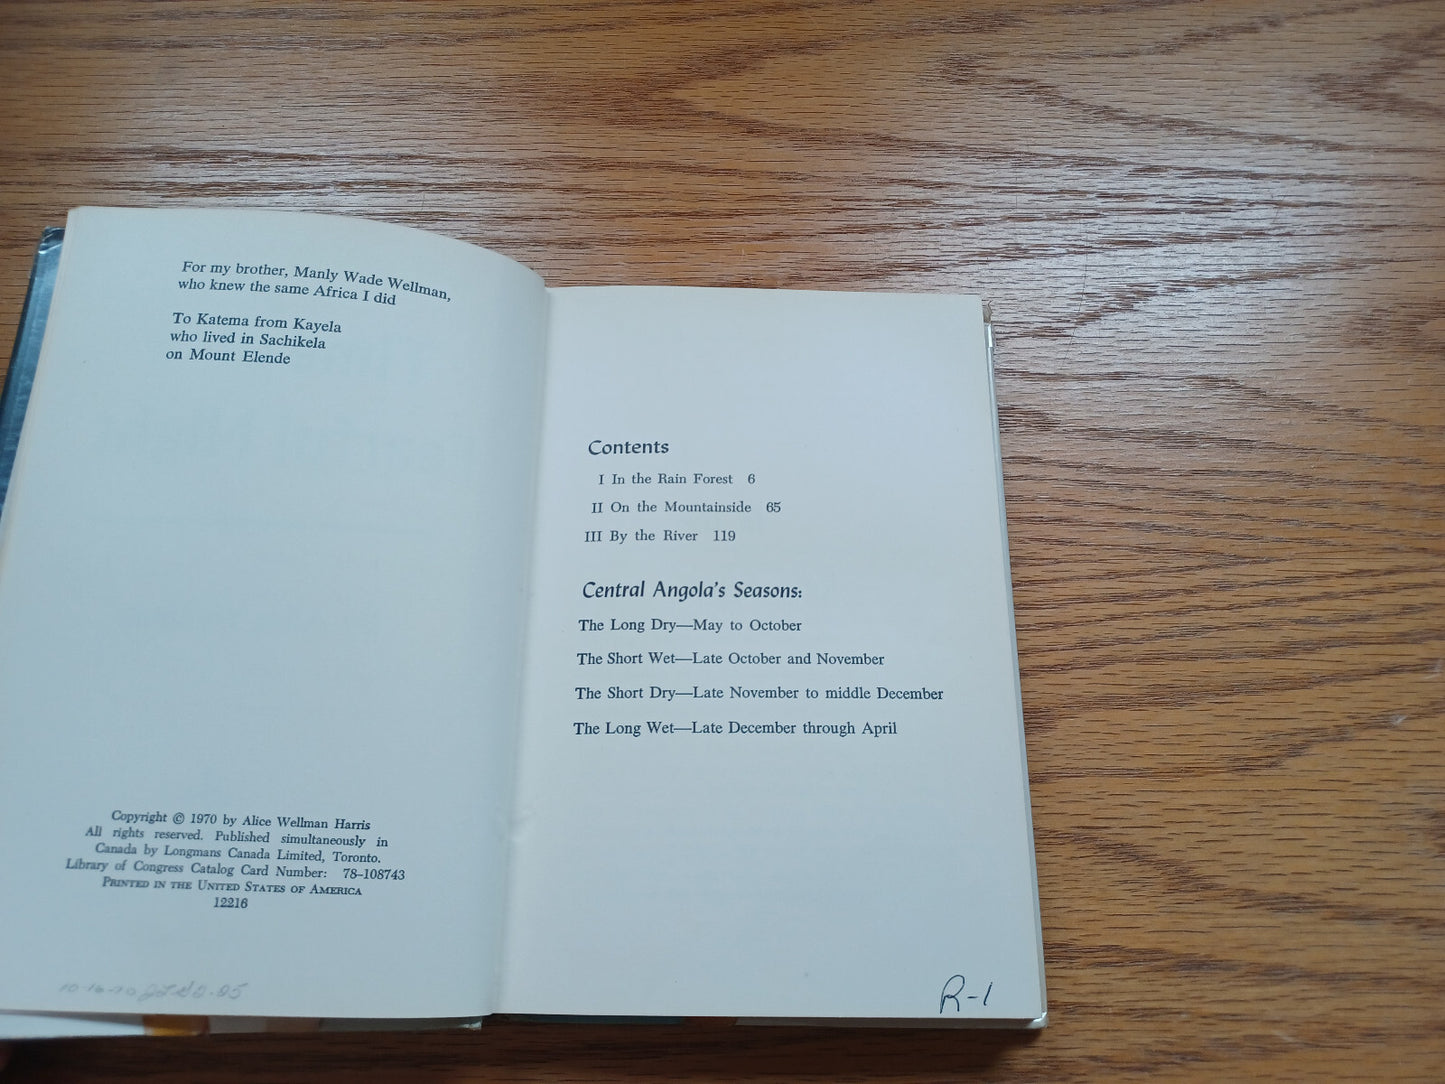 For my brother, Manly Wade Wellman,
who knew the same Africa I did
To Katema from Kayela
who lived in Sachikela
on Mount Elende
Copyright © 1970 by Alice Wellman Harris
All rights reserved. Published simultaneously in
Canada by Longmans Canada Limited, Toronto.
Library of Congress Catalog Card Number: 78-108743
PRINTED IN THE UNITED STATES OF AMERICA
12216
10-16-70
Contents
I In the Rain Forest 6
II On the Mountainside 65
III By the River 119
Central Angola's Seasons:
The Long Dry—May to October
The Short Wet—Late October and November
The Short Dry—Late November to middle December
The Long Wet—Late December through April
R-1